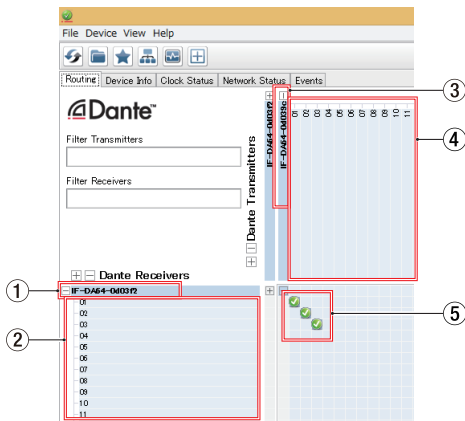 File Device View Help
Routing Device Info Clock Status Network Status Events
Dante™
Filter Transmitters
Filter Receivers
Dante Transmitters
IF-DA64-0d03f2
IF-DA64-0d039c
01 02 03 04 05 06 07 08 09 10 11
Dante Receivers
IF-DA64-0d03f2
01
02
03
04
05
06
07
08
09
10
11
1
2
3
4
5